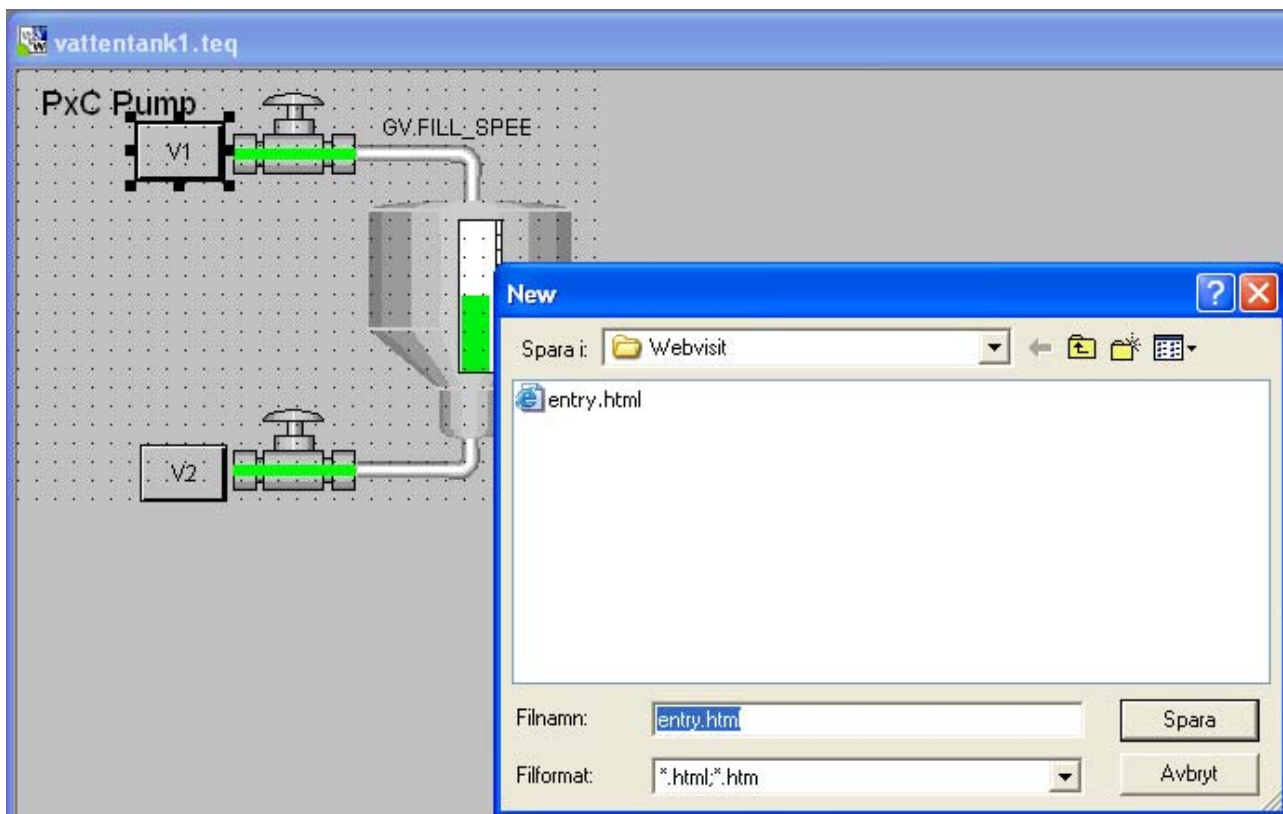 vattentank1.teq
PxC Pump
GV.FILL_SPEE
V1
V2
New
?
Spara i:
Webvisit
entry.html
Filnamn:
entry.html
Spara
Filformat:
*.html;*.htm
Avbryt